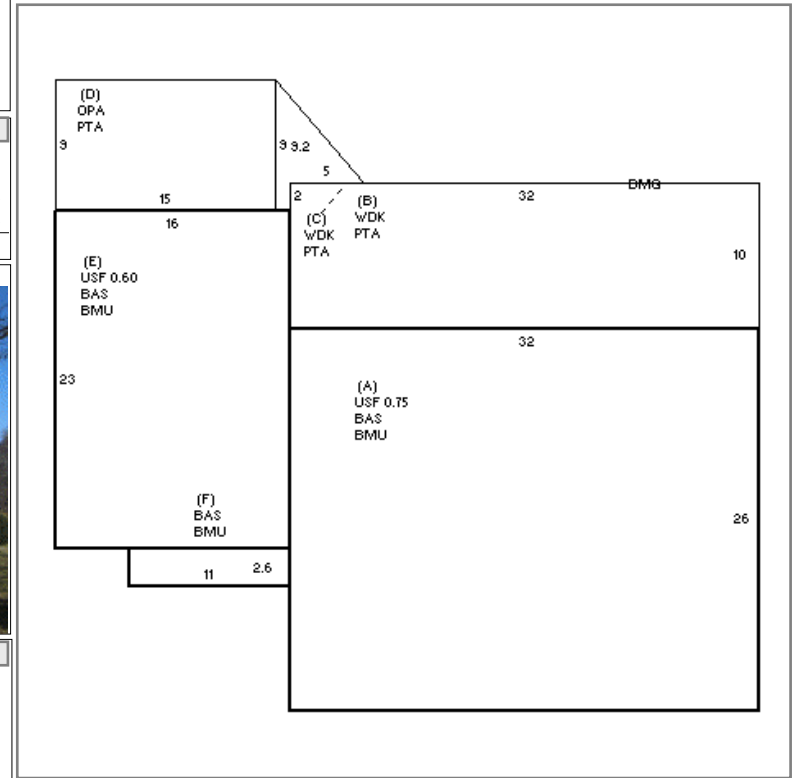 (D)
OPA
PTA
9
9 9.2
5
15
16
2
32
DMG
(B)
WDK
PTA
(C)
WDK
PTA
10
(E)
USF 0.60
BAS
BMU
32
23
(A)
USF 0.75
BAS
BMU
(F)
BAS
BMU
26
11
2.6